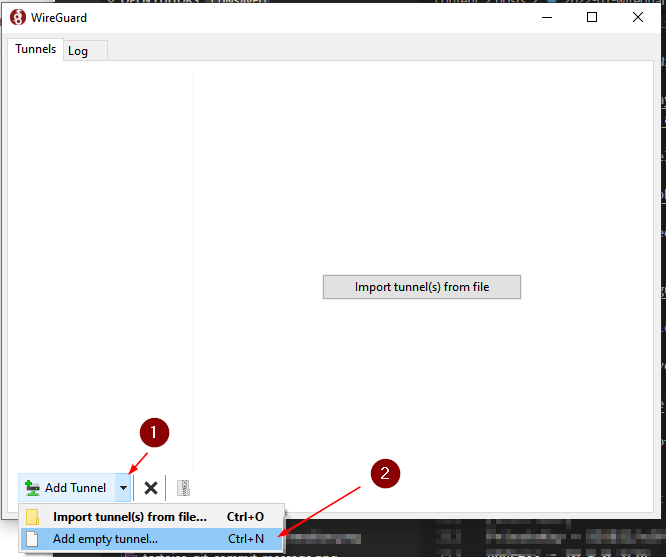 WireGuard
Tunnels
Log
Import tunnel(s) from file
1
2
Add Tunnel
Import tunnel(s) from file... Ctrl+O
Add empty tunnel... Ctrl+N